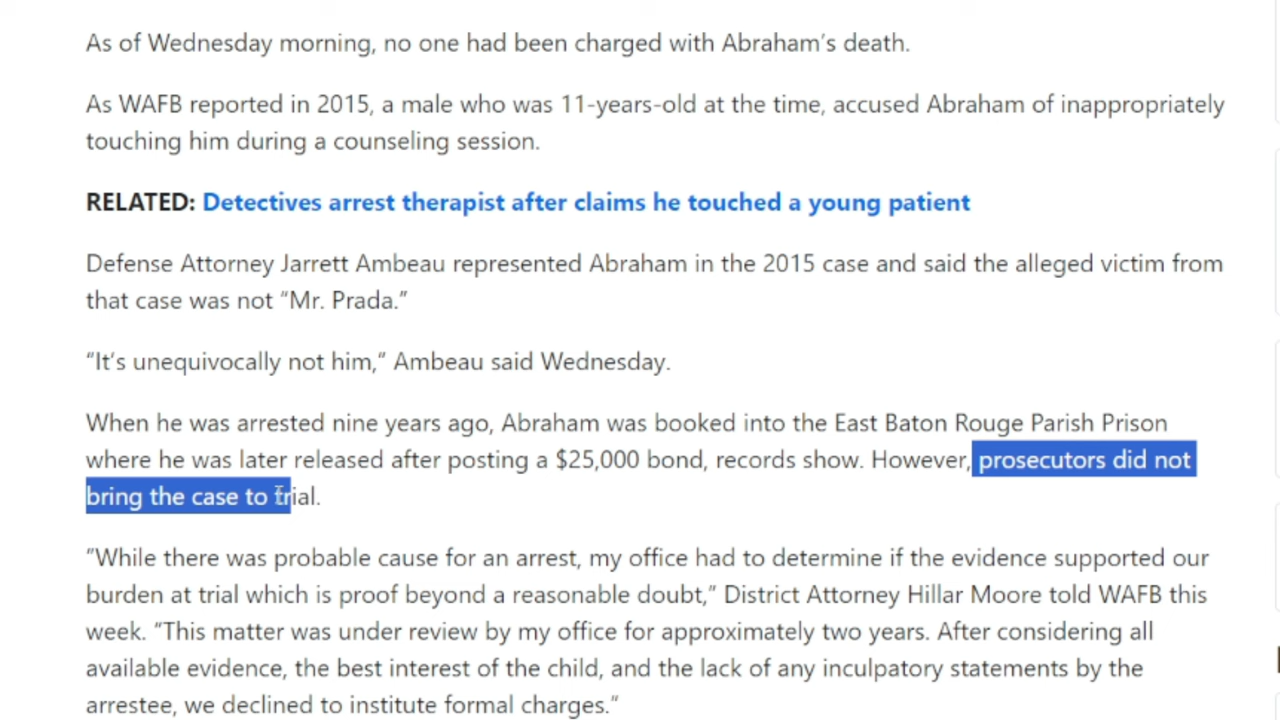 As of Wednesday morning, no one had been charged with Abraham’s death.
As WAFB reported in 2015, a male who was 11-years-old at the time, accused Abraham of inappropriately
touching him during a counseling session.
RELATED: Detectives arrest therapist after claims he touched a young patient
Defense Attorney Jarrett Ambeau represented Abraham in the 2015 case and said the alleged victim from
that case was not “Mr. Prada.”
“It’s unequivocally not him,” Ambeau said Wednesday.
When he was arrested nine years ago, Abraham was booked into the East Baton Rouge Parish Prison
where he was later released after posting a $25,000 bond, records show. However, prosecutors did not
bring the case to trial.
“While there was probable cause for an arrest, my office had to determine if the evidence supported our
burden at trial which is proof beyond a reasonable doubt,” District Attorney Hillar Moore told WAFB this
week. “This matter was under review by my office for approximately two years. After considering all
available evidence, the best interest of the child, and the lack of any inculpatory statements by the
arrestee, we declined to institute formal charges.”